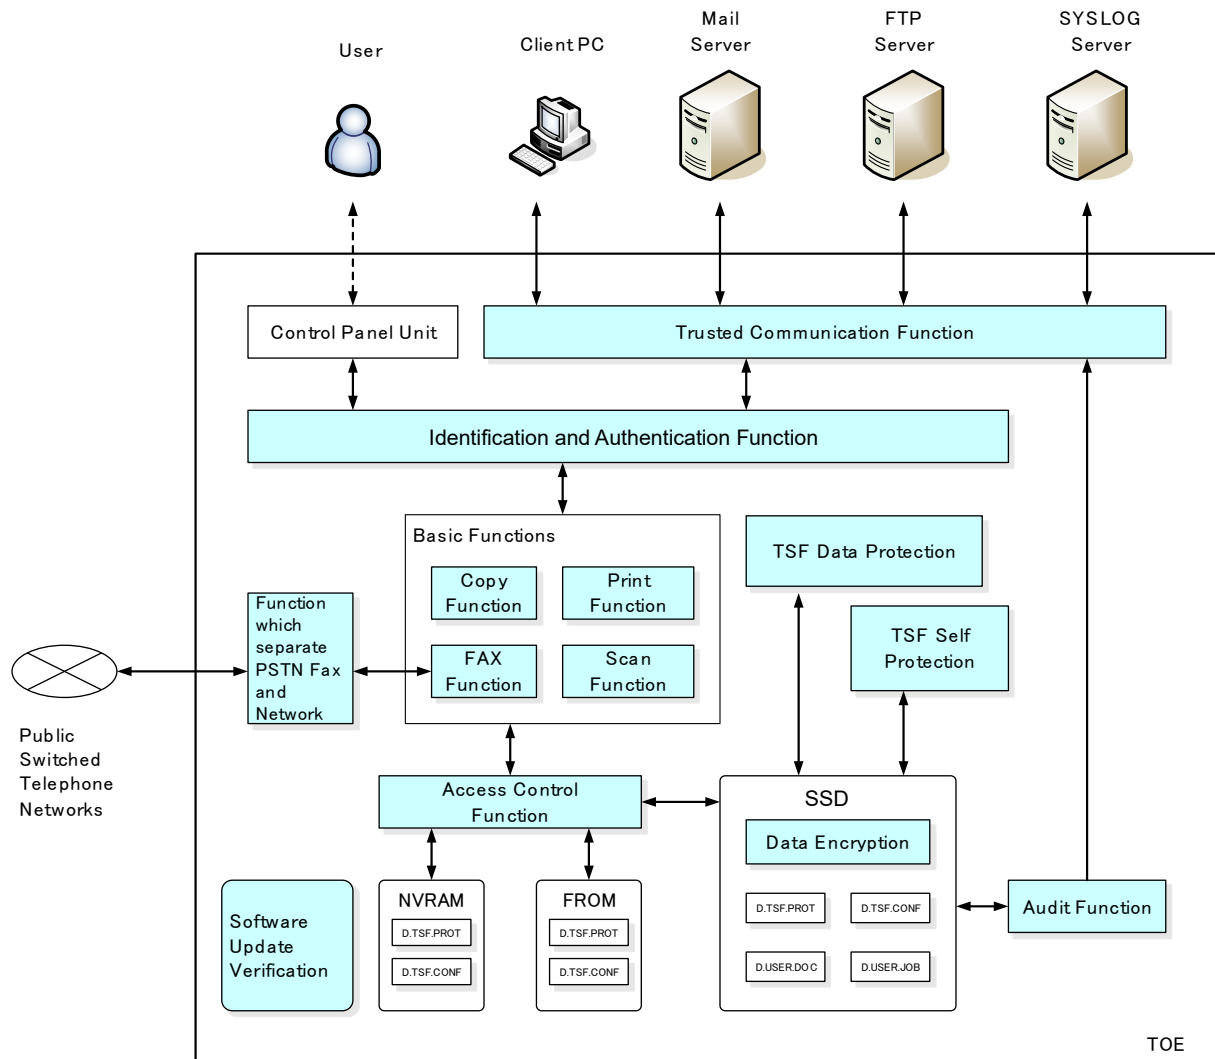 User
Client PC
Mail
Server
FTP
Server
SYSLOG
Server
Control Panel Unit
Trusted Communication Function
Identification and Authentication Function
Basic Functions
Copy
Function
Print
Function
FAX
Function
Scan
Function
TSF Data Protection
TSF Self
Protection
Function
which
separate
PSTN Fax
and
Network
Public
Switched
Telephone
Networks
Access Control
Function
SSD
Data Encryption
D.TSF.PROT
D.TSF.CONF
D.USER.DOC
D.USER.JOB
Audit Function
Software
Update
Verification
NVRAM
D.TSF.PROT
D.TSF.CONF
FROM
D.TSF.PROT
D.TSF.CONF
TOE